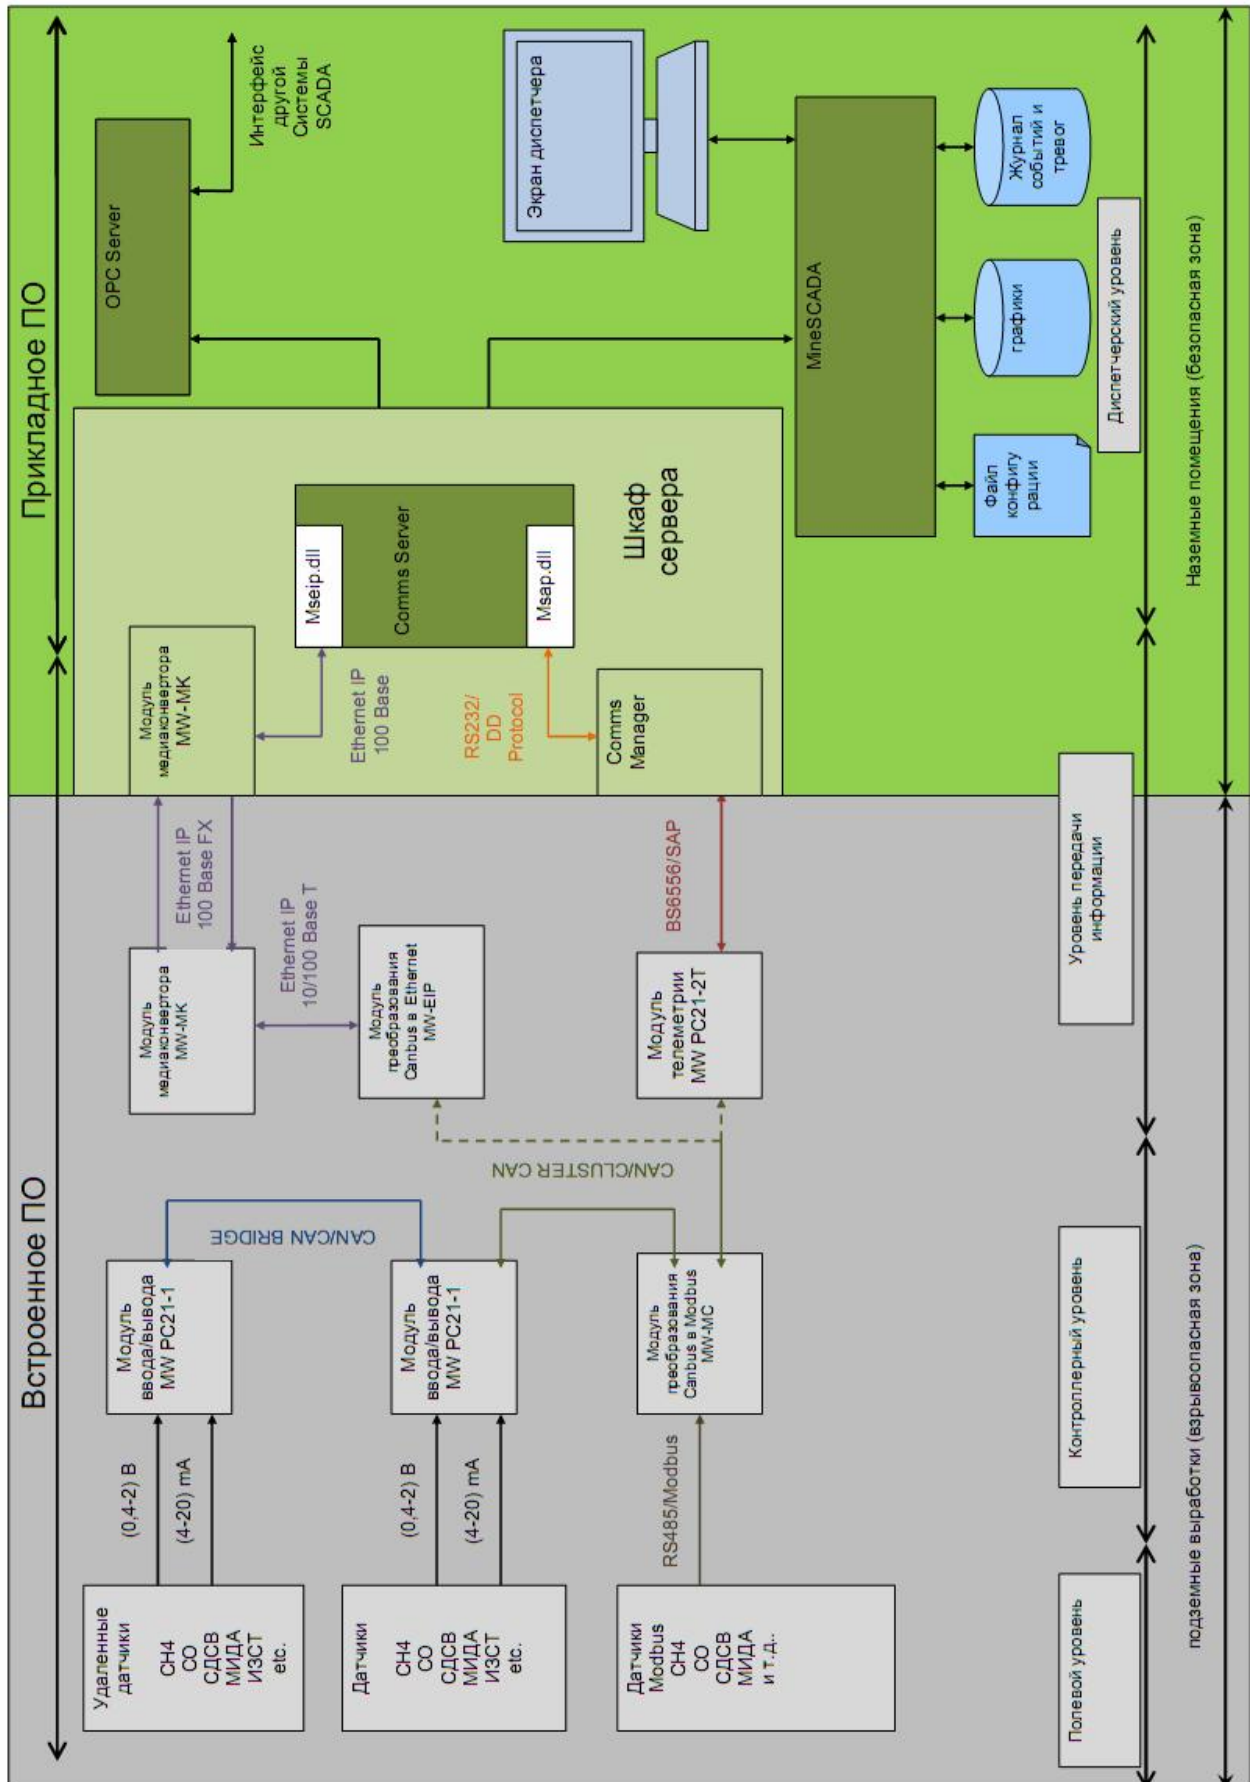 Встроенное ПО
Прикладное ПО
Удаленные
датчики
CH4
CO
СДСВ
МИДА
ИЗСТ
etc.
(0,4-2) В
(4-20) mA
Модуль
ввода/вывода
MW PC21-1
CAN/CAN BRIDGE
Датчики
CH4
CO
СДСВ
МИДА
ИЗСТ
etc.
(0,4-2) В
(4-20) mA
Модуль
ввода/вывода
MW PC21-1
Датчики
Modbus
CH4
CO
СДСВ
МИДА
и т.д..
RS485/Modbus
Модуль
преобразования
Canbus в Modbus
MW-MC
CAN/CLUSTER CAN
Модуль
медиаконвертора
MW-MK
Ethernet IP
100 Base FX
Ethernet IP
10/100 Base T
Модуль
преобразования
Canbus в Ethernet
MW-EIP
Модуль
телеметрии
MW PC21-2T
BS6556/SAP
Модуль
медиаконвертора
MW-MK
Ethernet IP
100 Base
RS232/
DD
Protocol
Comms
Manager
Mseip.dll
Comms Server
Msap.dll
Шкаф
сервера
OPC Server
Интерфейс
другой
Системы
SCADA
Экран диспетчера
MineSCADA
Файл
конфигу
рации
графики
Журнал
событий и
тревог
Полевой уровень
Контроллерный уровень
Уровень передачи
информации
Диспетчерский уровень
подземные выработки (взрывоопасная зона)
Наземные помещения (безопасная зона)